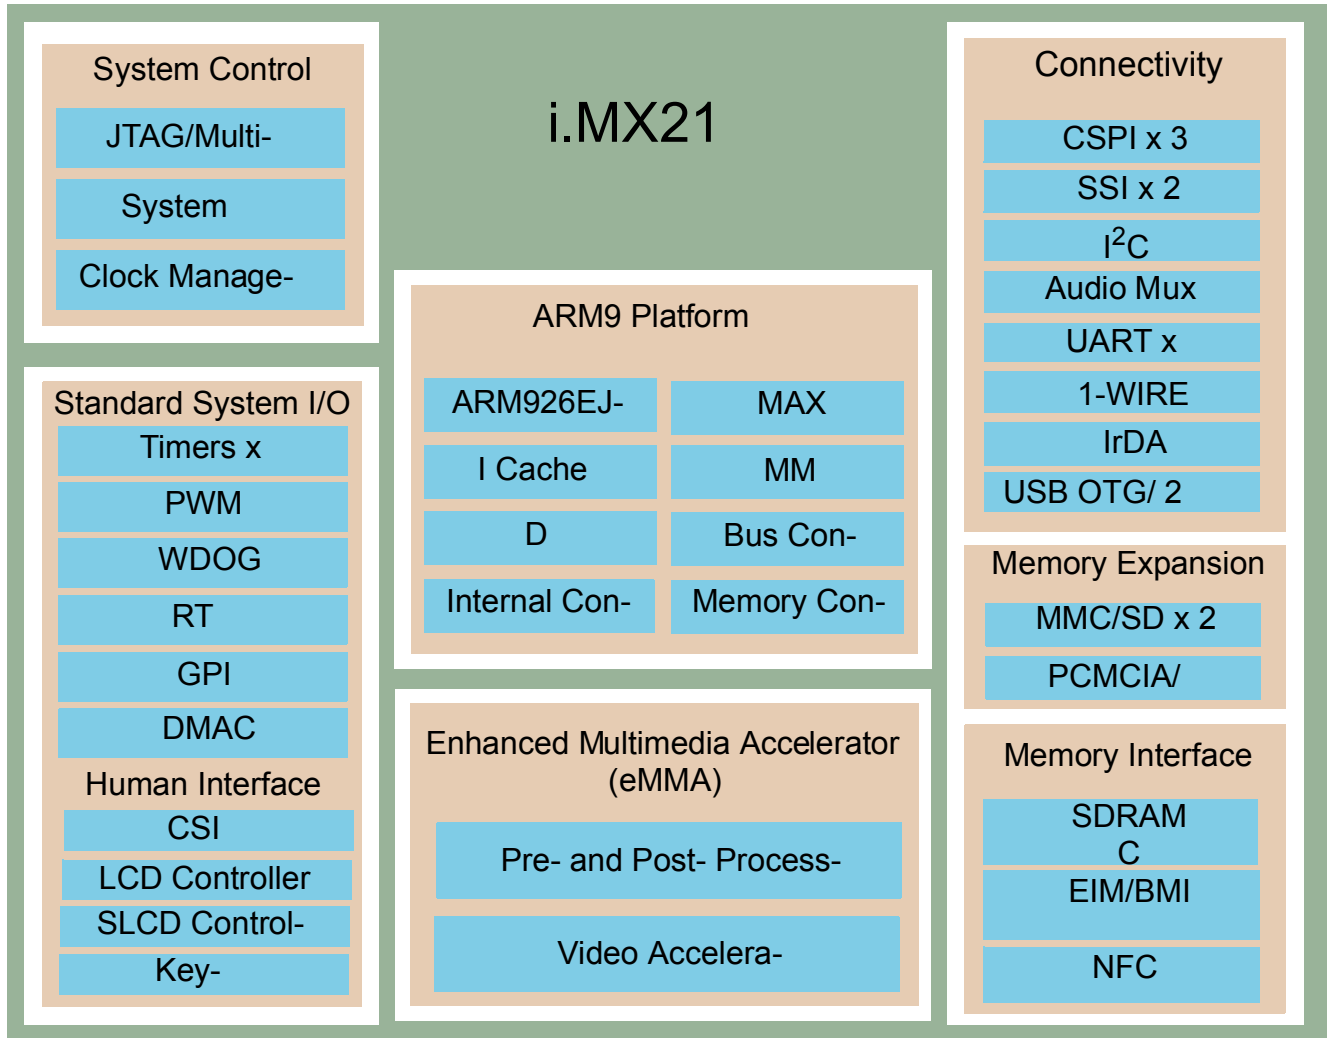 i.MX21
System Control
JTAG/Multi-
System
Clock Manage-
Standard System I/O
Timers x
PWM
WDOG
RT
GPI
DMAC
Human Interface
CSI
LCD Controller
SLCD Control-
Key-
ARM9 Platform
ARM926EJ-
MAX
I Cache
MM
D
Bus Con-
Internal Con-
Memory Con-
Enhanced Multimedia Accelerator
(eMMA)
Pre- and Post- Process-
Video Accelera-
Connectivity
CSPI x 3
SSI x 2
I²C
Audio Mux
UART x
1-WIRE
IrDA
USB OTG/ 2
Memory Expansion
MMC/SD x 2
PCMCIA/
Memory Interface
SDRAM
C
EIM/BMI
NFC